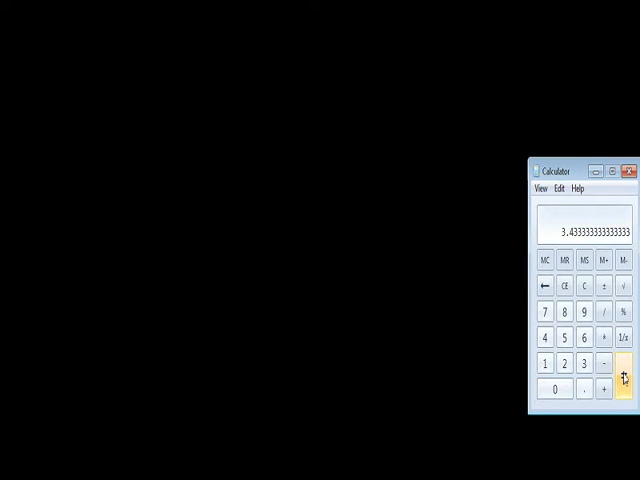 Calculator
View Edit Help
3.433333333333333
MC MR MS M+ M-
← CE C ± √
7 8 9 / %
4 5 6 * 1/x
1 2 3 - =
0 . +